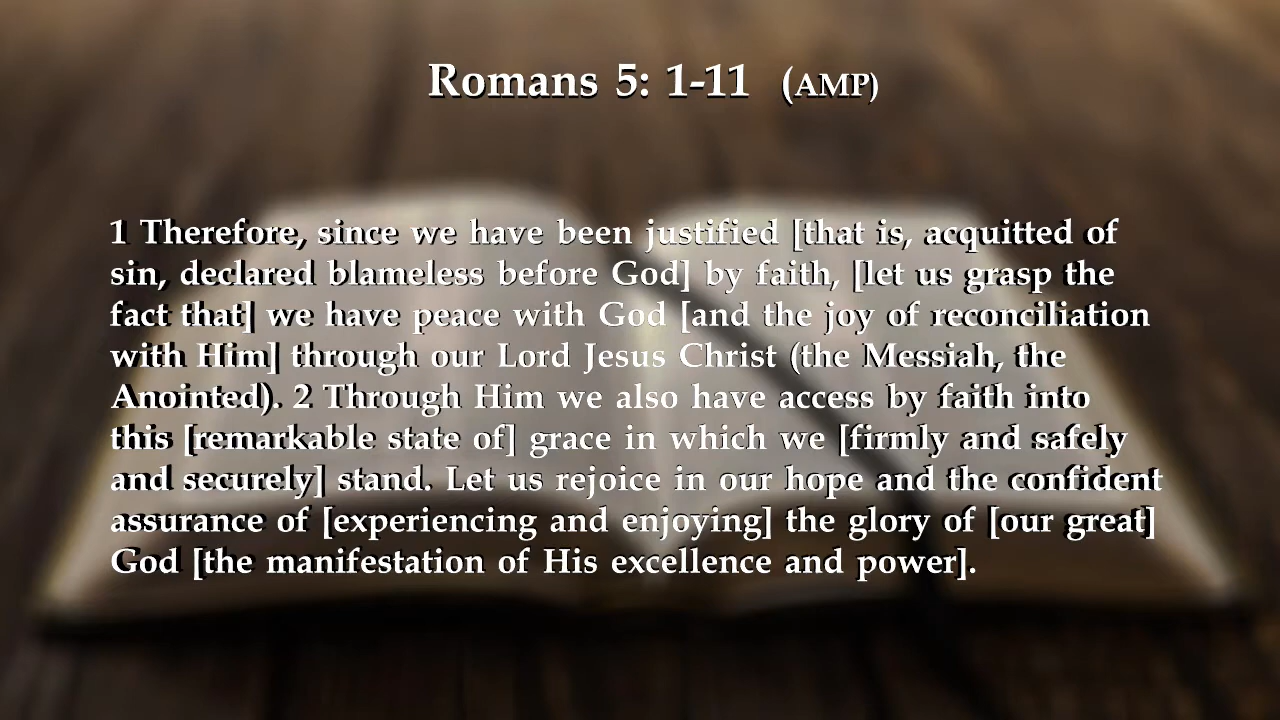 Romans 5: 1-11 (AMP)
1 Therefore, since we have been justified [that is, acquitted of
sin, declared blameless before God] by faith, [let us grasp the
fact that] we have peace with God [and the joy of reconciliation
with Him] through our Lord Jesus Christ (the Messiah, the
Anointed). 2 Through Him we also have access by faith into
this [remarkable state of] grace in which we [firmly and safely
and securely] stand. Let us rejoice in our hope and the confident
assurance of [experiencing and enjoying] the glory of [our great]
God [the manifestation of His excellence and power].